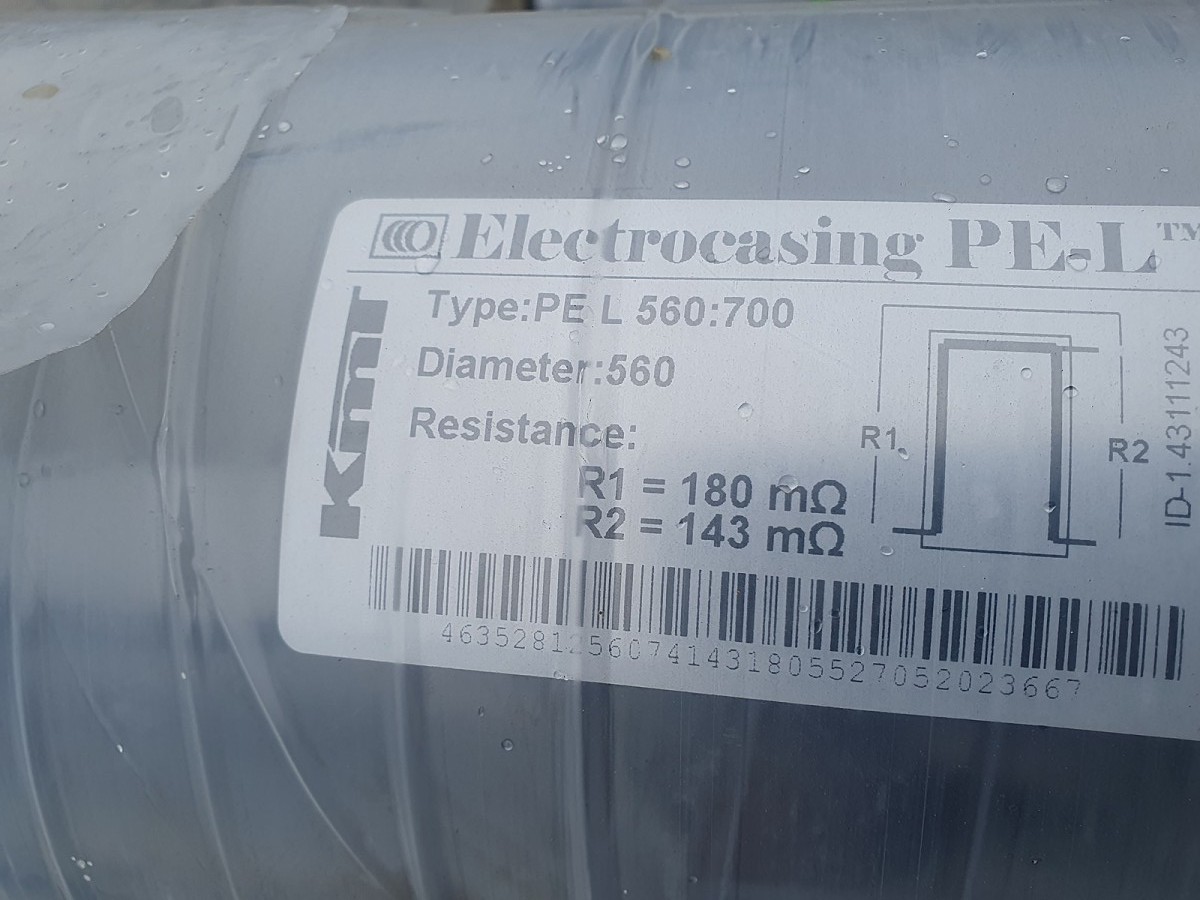 Electrocasing PE-L™
KmT
Type:PE L 560:700
Diameter:560
Resistance:
R1 = 180 mΩ
R2 = 143 mΩ
R1
R2
ID-1.43111243
46352812560741431805527052023667